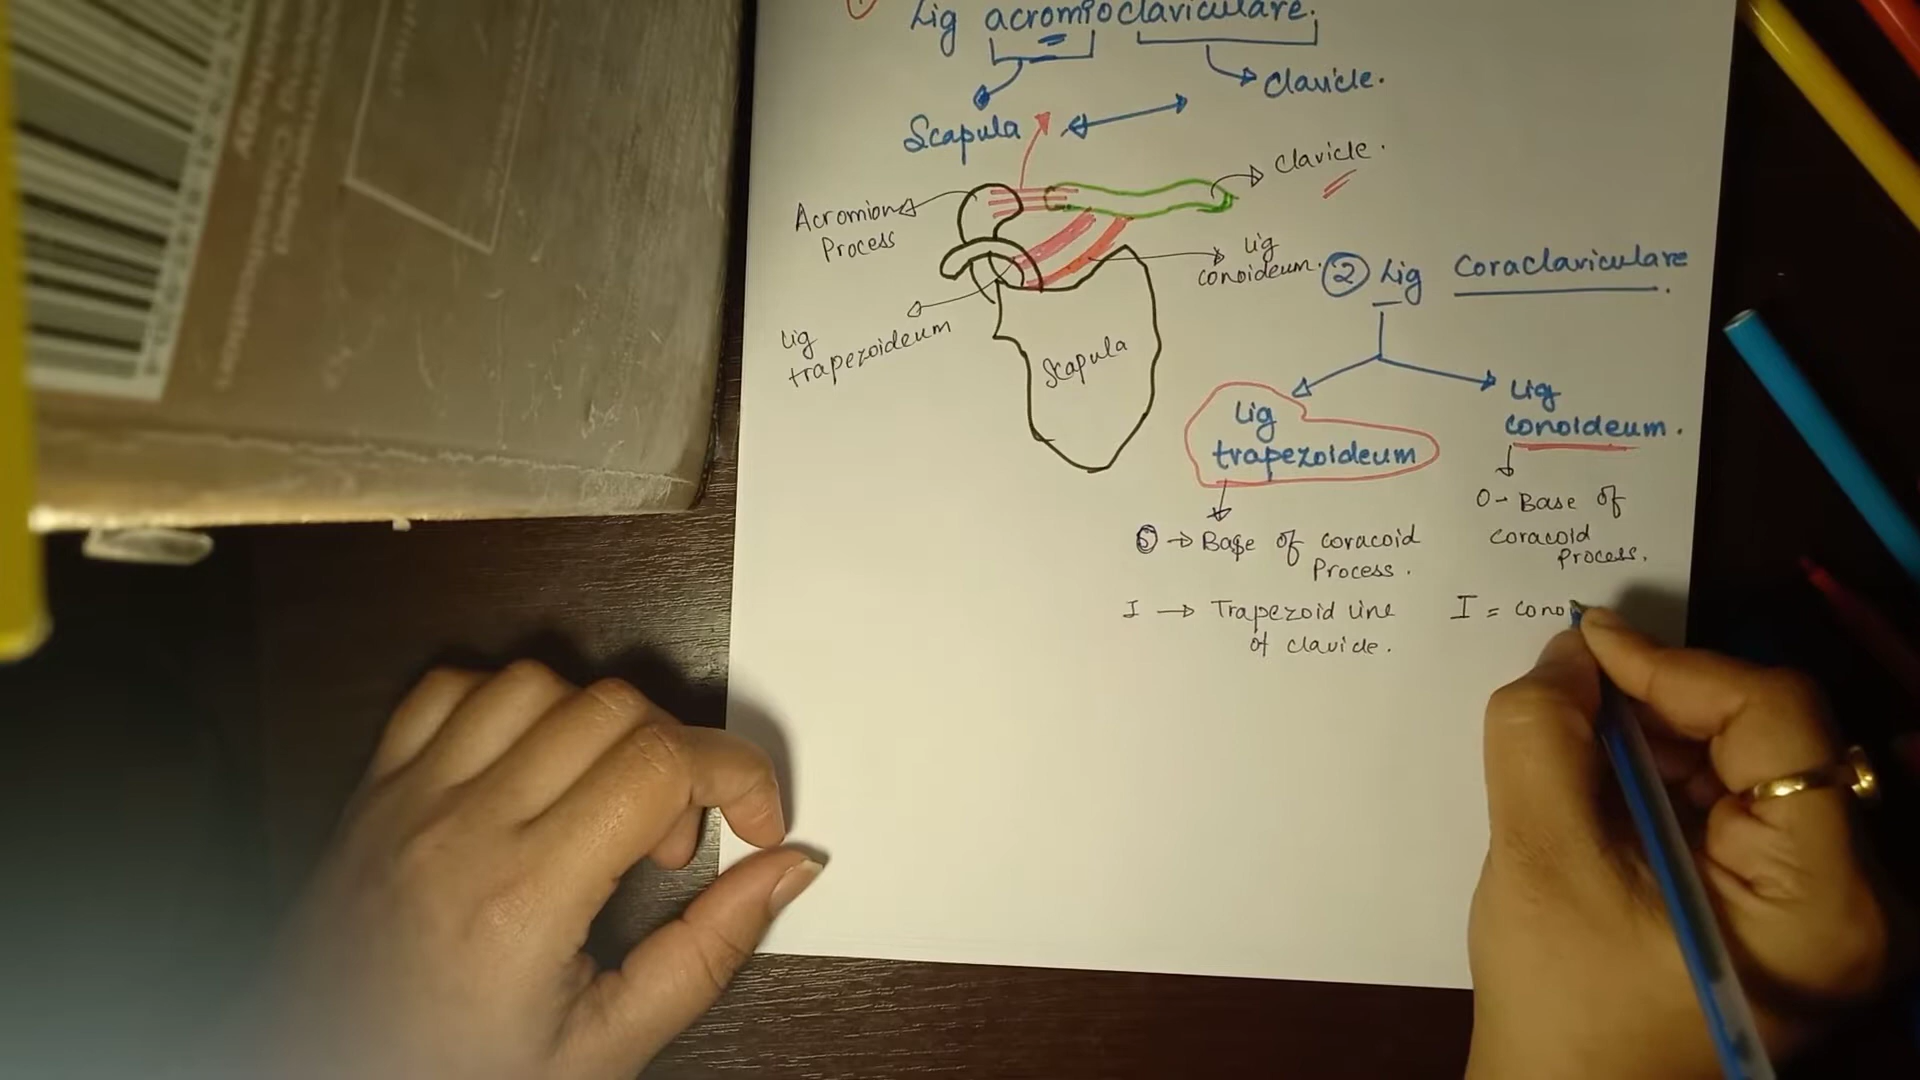 Lig acromioclaviculare.
Clavicle.
Scapula
Clavicle.
Acromion
Process
Lig
conoideum.
2 Lig Coraclaviculare
Lig
trapezoideum
Scapula
Lig
trapezoideum
Lig
conoideum.
O → Base of coracoid
Process.
O → Base of
coracoid
Process.
I → Trapezoid line
of clavicle.
I = cono